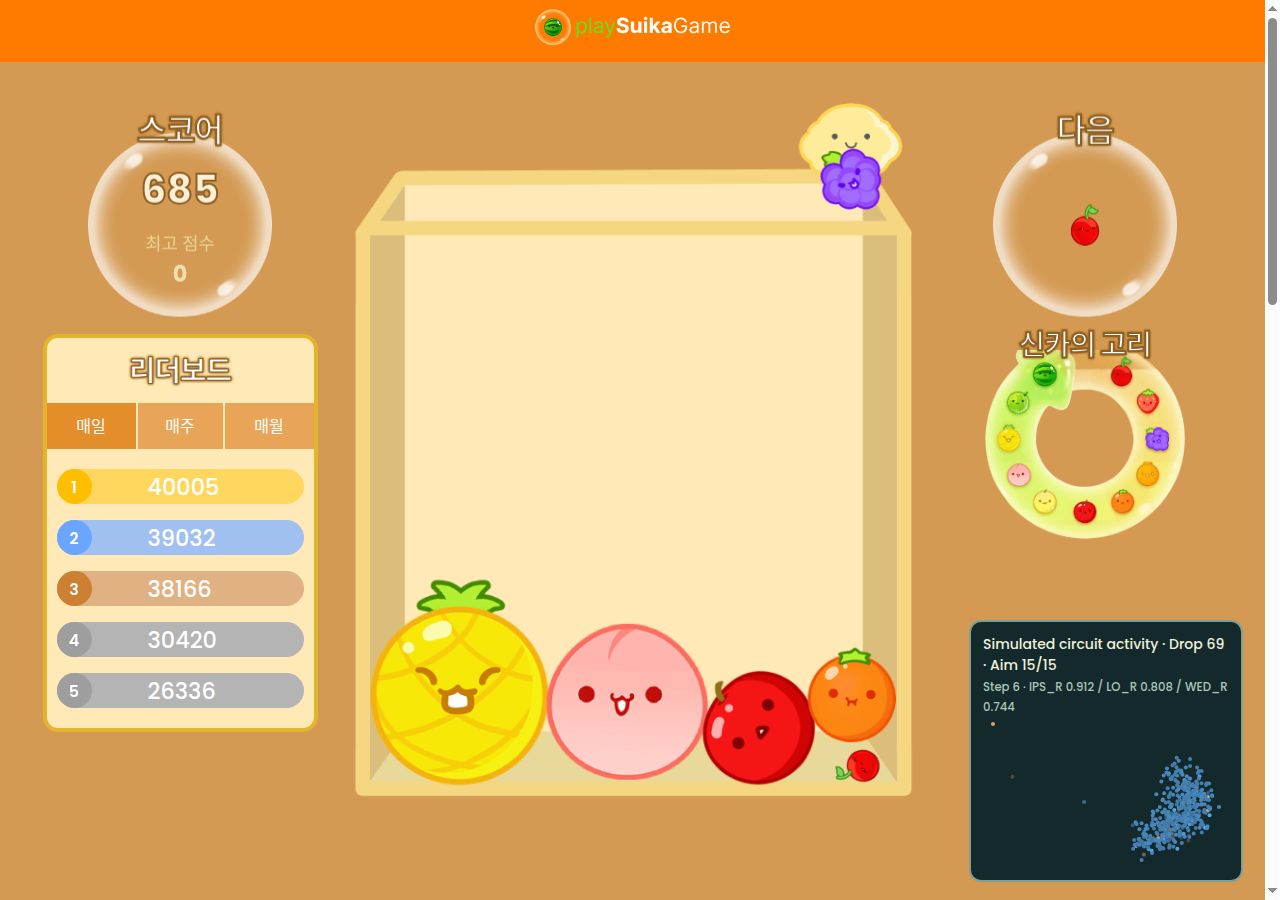 playSuikaGame
스코어
685
최고 점수
0
다음
신카의 고리
리더보드
매일 매주 매월
1 40005
2 39032
3 38166
4 30420
5 26336
Simulated circuit activity · Drop 69
· Aim 15/15
Step 6 · IPS_R 0.912 / LO_R 0.808 / WED_R
0.744